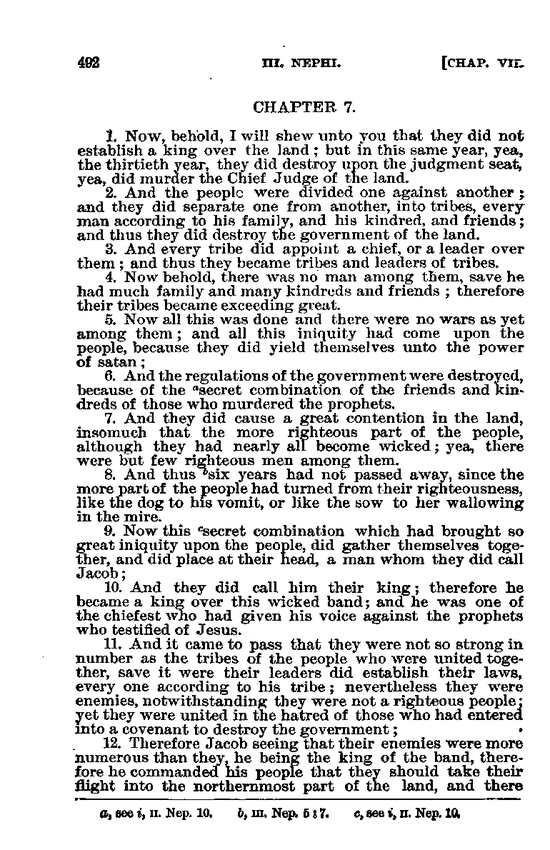 492 III. NEPHI. [CHAP. VII.
CHAPTER 7.
1. Now, behold, I will shew unto you that they did not
establish a king over the land; but in this same year, yea,
the thirtieth year, they did destroy upon the judgment seat,
yea, did murder the Chief Judge of the land.
2. And the people were divided one against another;
and they did separate one from another, into tribes, every
man according to his family, and his kindred, and friends;
and thus they did destroy the government of the land.
3. And every tribe did appoint a chief, or a leader over
them; and thus they became tribes and leaders of tribes.
4. Now behold, there was no man among them, save he
had much family and many kindreds and friends; therefore
their tribes became exceeding great.
5. Now all this was done and there were no wars as yet
among them; and all this iniquity had come upon the
people, because they did yield themselves unto the power
of satan;
6. And the regulations of the government were destroyed,
because of the ᵃsecret combination of the friends and kin-
dreds of those who murdered the prophets.
7. And they did cause a great contention in the land,
insomuch that the more righteous part of the people,
although they had nearly all become wicked; yea, there
were but few righteous men among them.
8. And thus ᵇsix years had not passed away, since the
more part of the people had turned from their righteousness,
like the dog to his vomit, or like the sow to her wallowing
in the mire.
9. Now this ᶜsecret combination which had brought so
great iniquity upon the people, did gather themselves toge-
ther, and did place at their head, a man whom they did call
Jacob;
10. And they did call him their king; therefore he
became a king over this wicked band; and he was one of
the chiefest who had given his voice against the prophets
who testified of Jesus.
11. And it came to pass that they were not so strong in
number as the tribes of the people who were united toge-
ther, save it were their leaders did establish their laws,
every one according to his tribe; nevertheless they were
enemies, notwithstanding they were not a righteous people;
yet they were united in the hatred of those who had entered
into a covenant to destroy the government;
12. Therefore Jacob seeing that their enemies were more
numerous than they, he being the king of the band, there-
fore he commanded his people that they should take their
flight into the northernmost part of the land, and there
a, see i, II. Nep. 10. b, III. Nep. 6: 7. c, see i, II. Nep. 10.